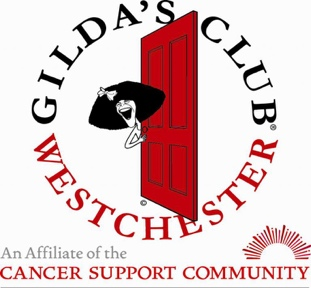 GILDA'S CLUB®
WESTCHESTER
©
An Affiliate of the
CANCER SUPPORT COMMUNITY